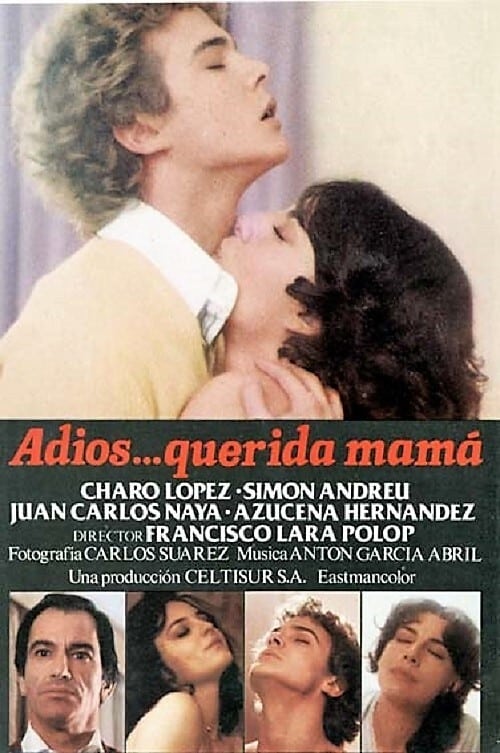 Adios...querida mamá
CHARO LOPEZ · SIMON ANDREU
JUAN CARLOS NAYA · AZUCENA HERNANDEZ
DIRECTOR FRANCISCO LARA POLOP
Fotografía CARLOS SUAREZ Musica ANTON GARCIA ABRIL
Una producción CELTISUR S.A. Eastmancolor